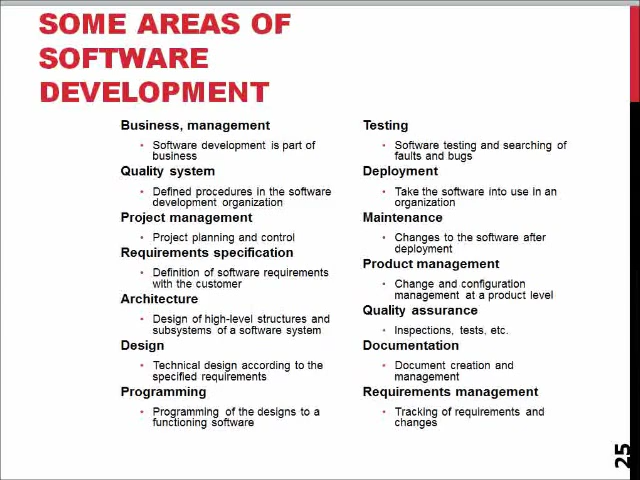 SOME AREAS OF
SOFTWARE
DEVELOPMENT
Business, management
• Software development is part of
business
Quality system
• Defined procedures in the software
development organization
Project management
• Project planning and control
Requirements specification
• Definition of software requirements
with the customer
Architecture
• Design of high-level structures and
subsystems of a software system
Design
• Technical design according to the
specified requirements
Programming
• Programming of the designs to a
functioning software
Testing
• Software testing and searching of
faults and bugs
Deployment
• Take the software into use in an
organization
Maintenance
• Changes to the software after
deployment
Product management
• Change and configuration
management at a product level
Quality assurance
• Inspections, tests, etc.
Documentation
• Document creation and
management
Requirements management
• Tracking of requirements and
changes
25